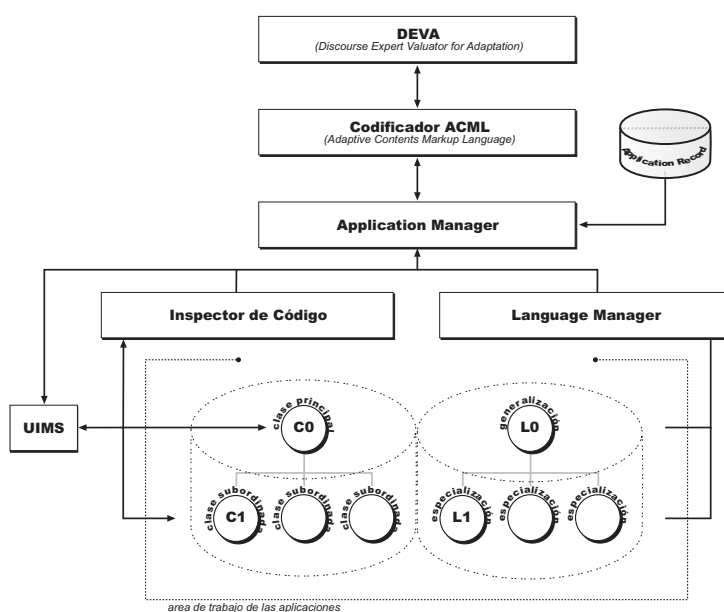 DEVA
(Discourse Expert Valuator for Adaptation)
Codificador ACML
(Adaptive Contents Markup Language)
Application Record
Application Manager
Inspector de Código
Language Manager
UIMS
clase principal
C0
generalización
L0
clase subordinada
C1
clase subordinada
clase subordinada
especialización
L1
especialización
especialización
area de trabajo de las aplicaciones